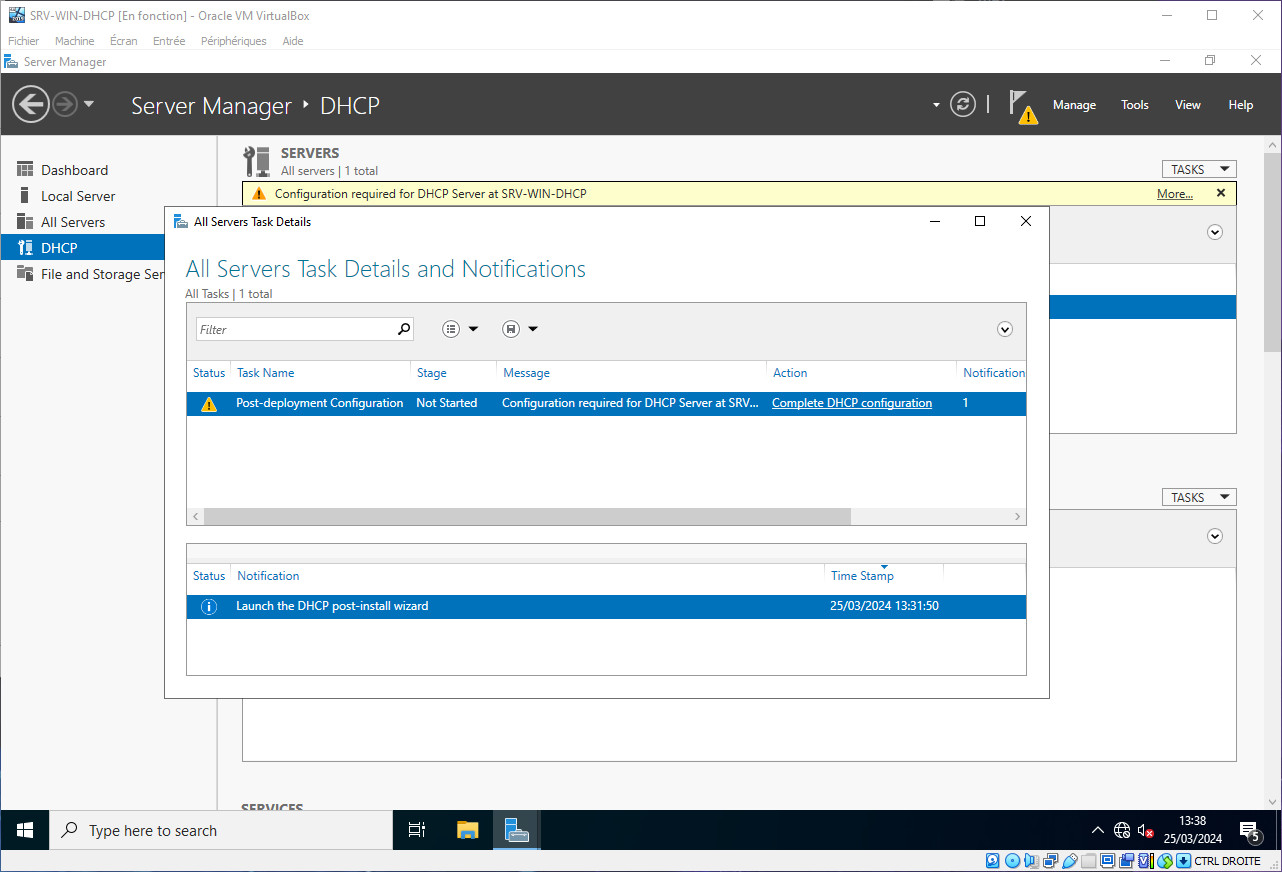 SRV-WIN-DHCP [En fonction] - Oracle VM VirtualBox
Fichier Machine Écran Entrée Périphériques Aide
Server Manager
Server Manager ‣ DHCP
Manage Tools View Help
Dashboard
Local Server
All Servers
DHCP
File and Storage Ser
SERVERS
All servers | 1 total
TASKS
Configuration required for DHCP Server at SRV-WIN-DHCP
More...
All Servers Task Details
All Servers Task Details and Notifications
All Tasks | 1 total
Filter
Status Task Name Stage Message Action Notification
Post-deployment Configuration Not Started Configuration required for DHCP Server at SRV... Complete DHCP configuration 1
TASKS
Status Notification Time Stamp
Launch the DHCP post-install wizard 25/03/2024 13:31:50
SERVICES
Type here to search
13:38
25/03/2024
5
CTRL DROITE